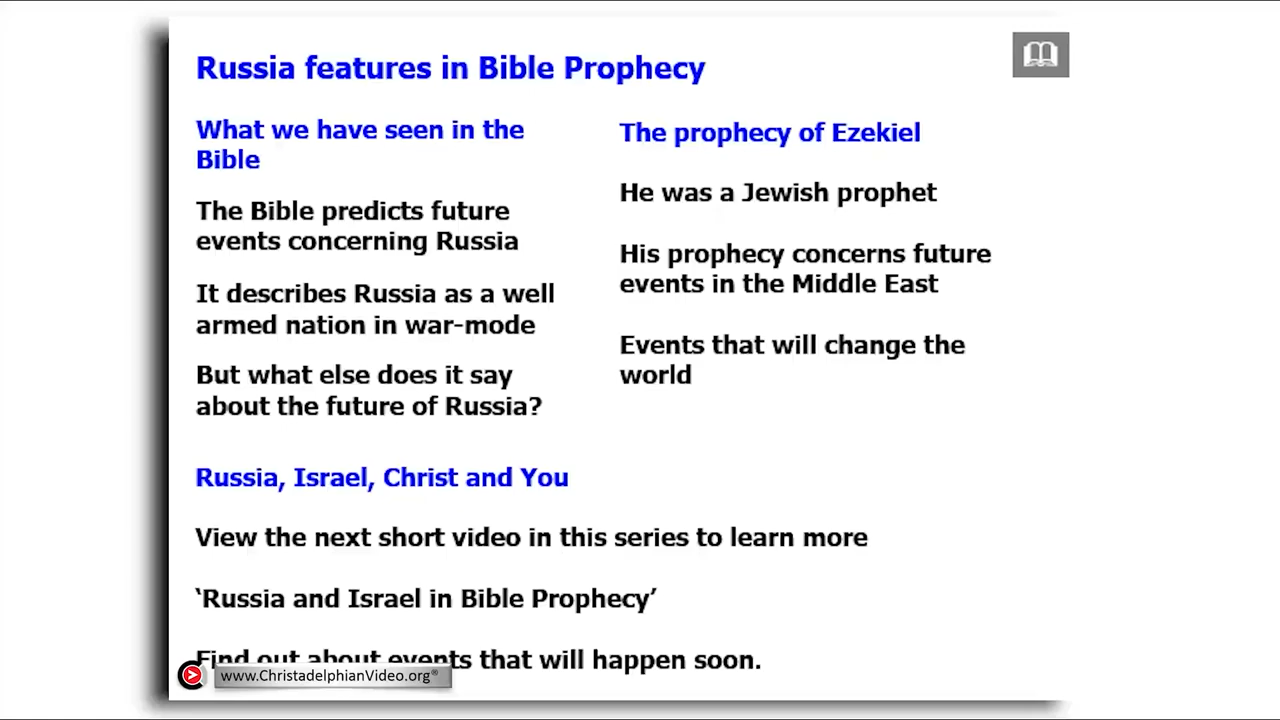 Russia features in Bible Prophecy
What we have seen in the
Bible
The Bible predicts future
events concerning Russia
It describes Russia as a well
armed nation in war-mode
But what else does it say
about the future of Russia?
The prophecy of Ezekiel
He was a Jewish prophet
His prophecy concerns future
events in the Middle East
Events that will change the
world
Russia, Israel, Christ and You
View the next short video in this series to learn more
‘Russia and Israel in Bible Prophecy’
Find out about events that will happen soon.
www.ChristadelphianVideo.org®